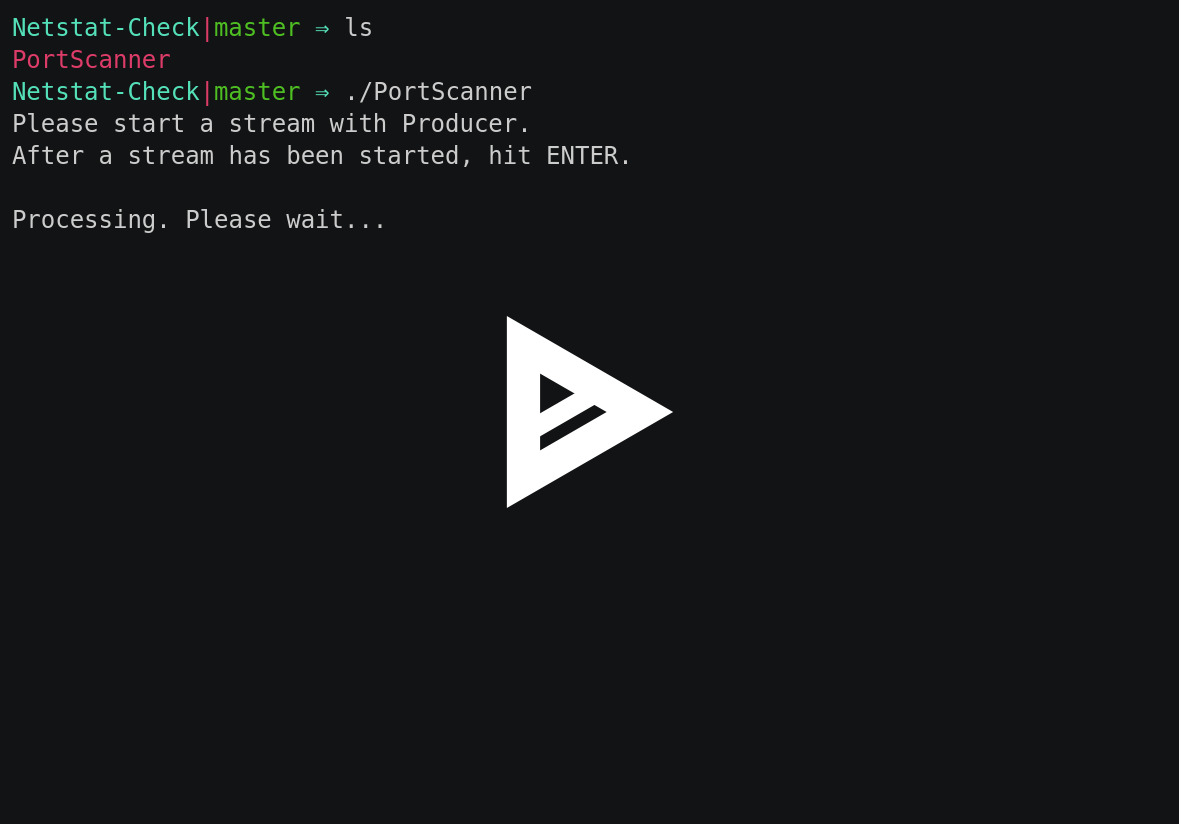 Netstat-Check|master ⇒ ls
PortScanner
Netstat-Check|master ⇒ ./PortScanner
Please start a stream with Producer.
After a stream has been started, hit ENTER.
Processing. Please wait...